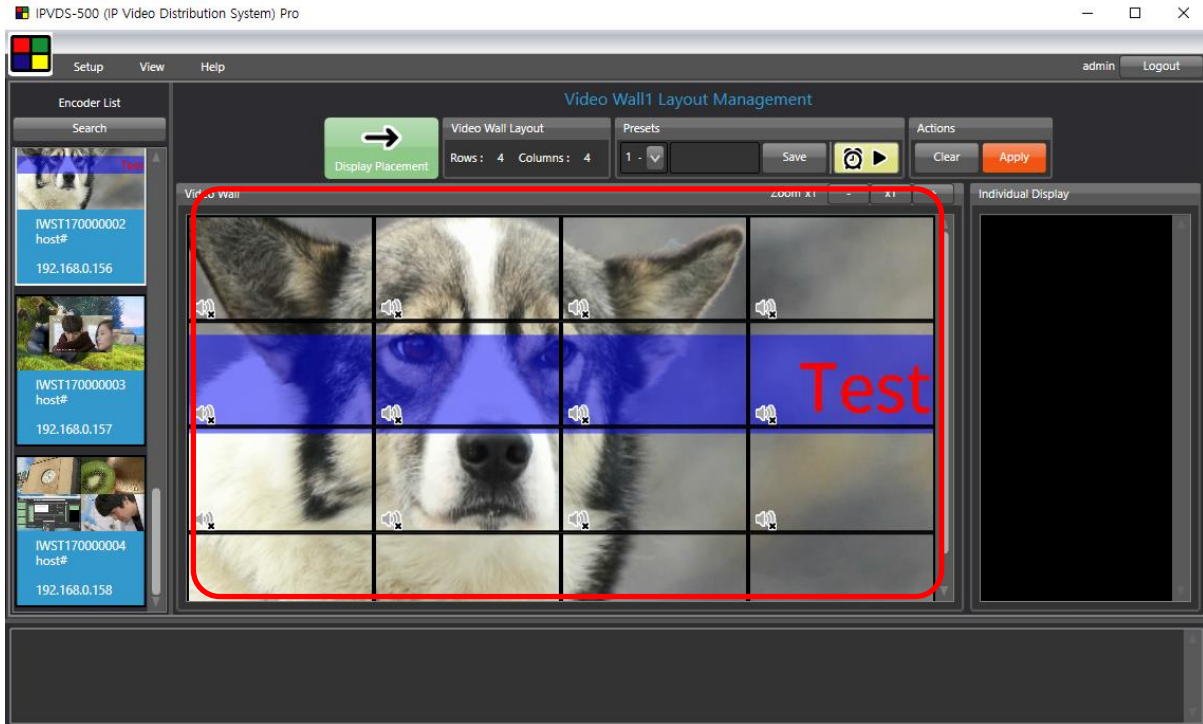 IPVDS-500 (IP Video Distribution System) Pro
Setup View Help
admin Logout
Encoder List
Search
Test
IWST170000002
host#
192.168.0.156
IWST170000003
host#
192.168.0.157
IWST170000004
host#
192.168.0.158
Video Wall1 Layout Management
Display Placement
Video Wall Layout
Rows: 4 Columns: 4
Presets
1 -
Save
Actions
Clear Apply
Video Wall
Zoom x1 - x1
Test
Individual Display